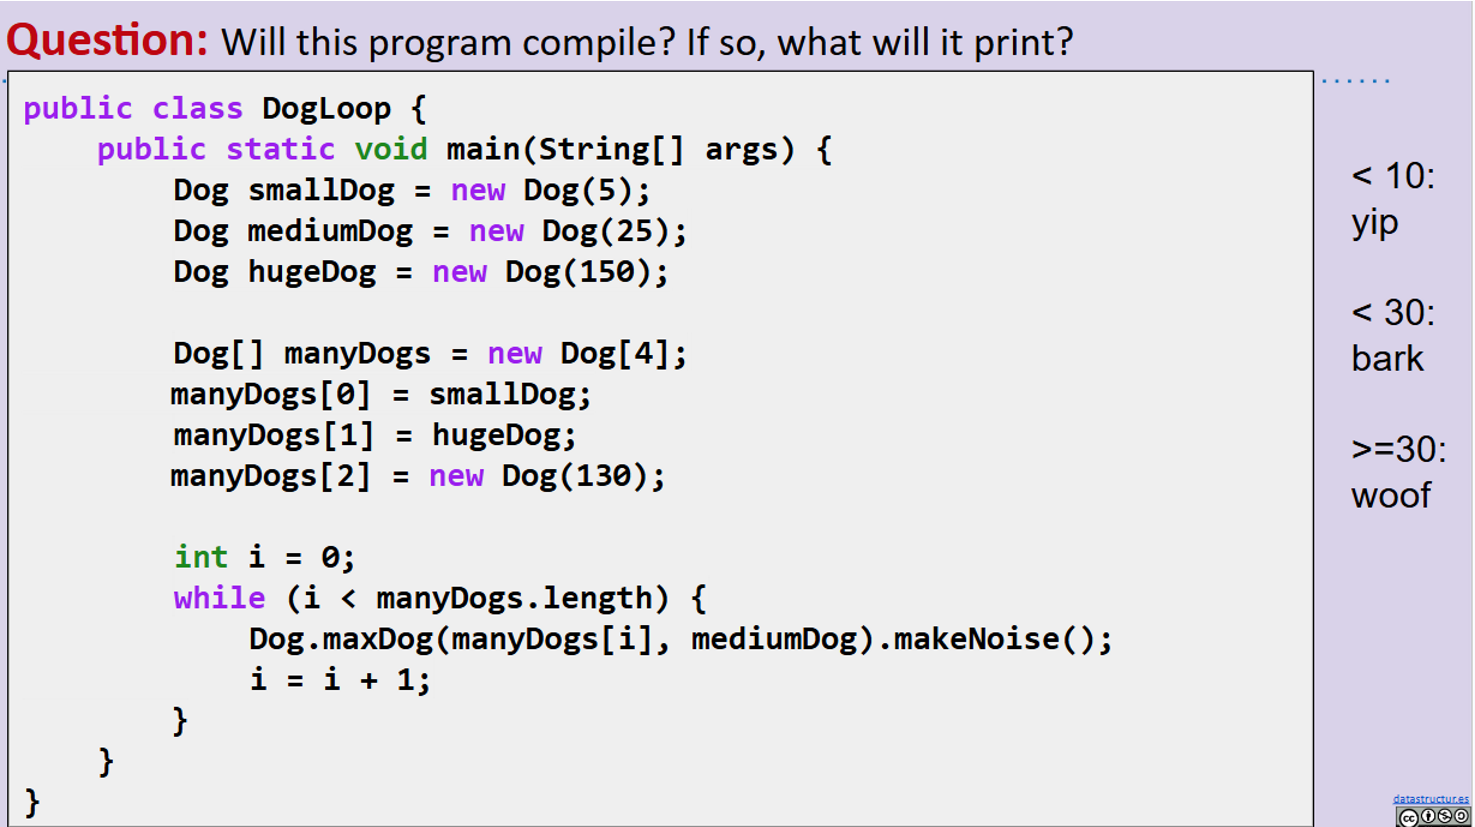 Question: Will this program compile? If so, what will it print?
public class DogLoop {
    public static void main(String[] args) {
        Dog smallDog = new Dog(5);
        Dog mediumDog = new Dog(25);
        Dog hugeDog = new Dog(150);
        Dog[] manyDogs = new Dog[4];
        manyDogs[0] = smallDog;
        manyDogs[1] = hugeDog;
        manyDogs[2] = new Dog(130);
        int i = 0;
        while (i < manyDogs.length) {
            Dog.maxDog(manyDogs[i], mediumDog).makeNoise();
            i = i + 1;
        }
    }
}
< 10:
yip
< 30:
bark
>=30:
woof
datastructur.es